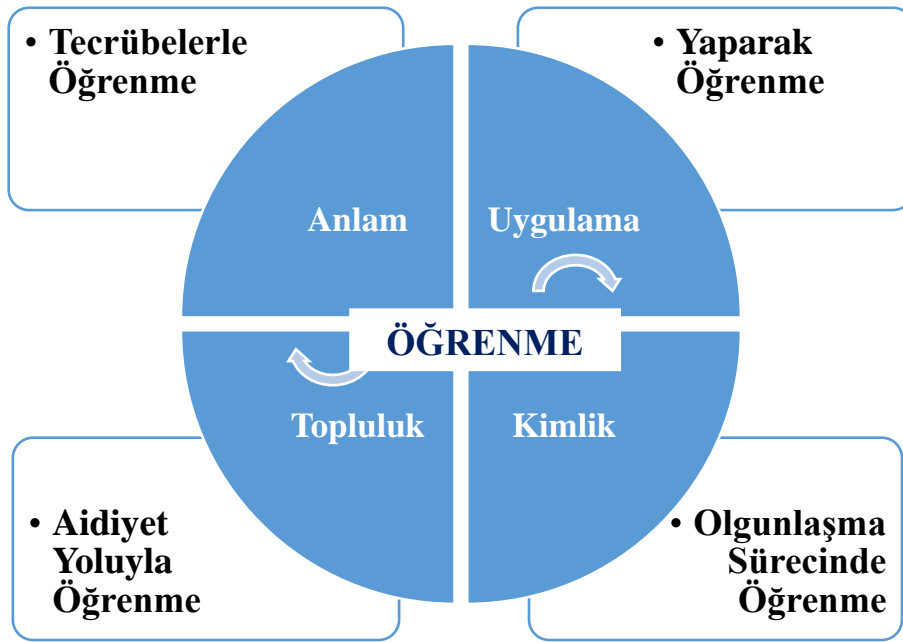 • Tecrübelerle
Öğrenme
• Yaparak
Öğrenme
Anlam
Uygulama
ÖĞRENME
Topluluk
Kimlik
• Aidiyet
Yoluyla
Öğrenme
• Olgunlaşma
Sürecinde
Öğrenme